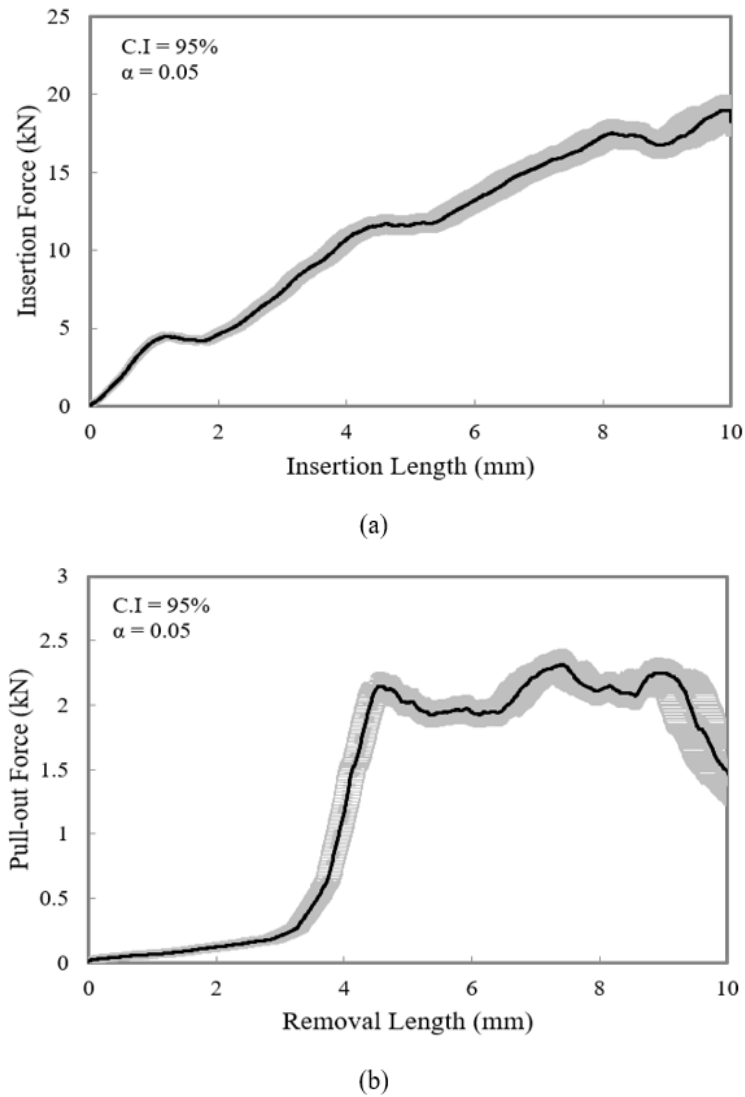 25
C.I = 95%
α = 0.05
20
15
10
5
0
Insertion Force (kN)
0 2 4 6 8 10
Insertion Length (mm)
(a)
3
C.I = 95%
α = 0.05
2.5
2
1.5
1
0.5
0
Pull-out Force (kN)
0 2 4 6 8 10
Removal Length (mm)
(b)